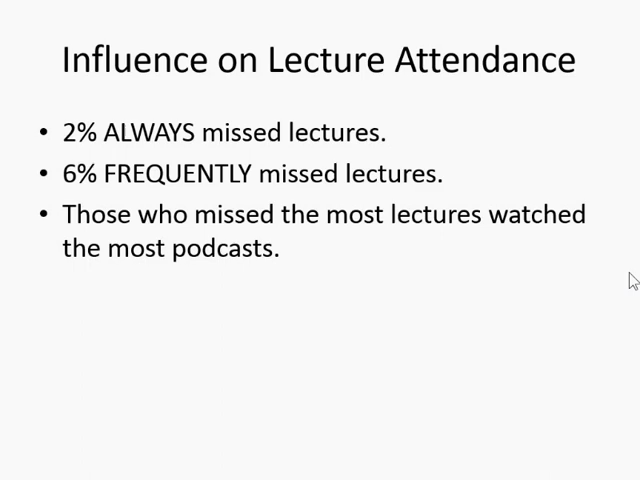 Influence on Lecture Attendance
• 2% ALWAYS missed lectures.
• 6% FREQUENTLY missed lectures.
• Those who missed the most lectures watched
the most podcasts.